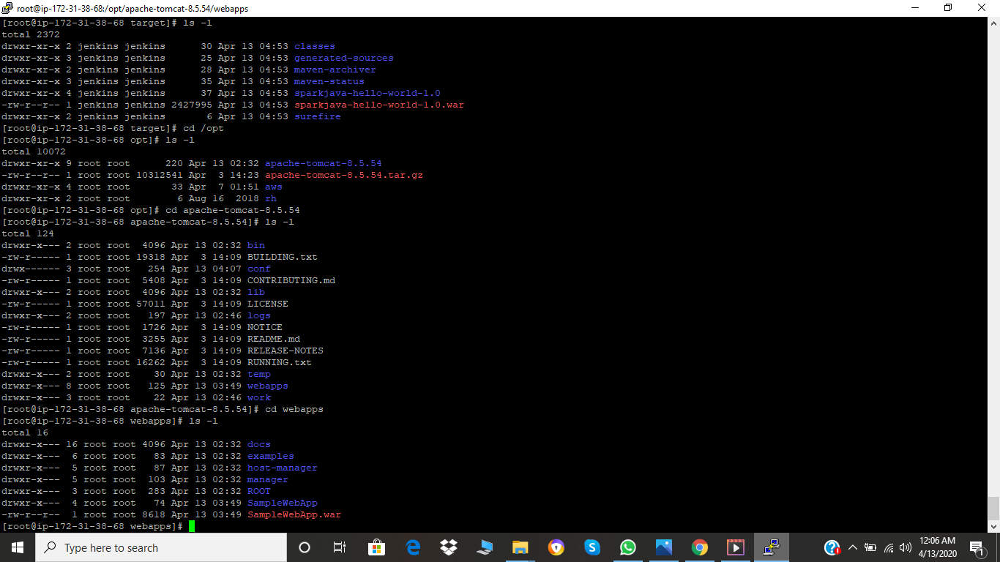 root@ip-172-31-38-68:/opt/apache-tomcat-8.5.54/webapps
[root@ip-172-31-38-68 target]# ls -l
total 2372
drwxr-xr-x 2 jenkins jenkins      30 Apr 13 04:53 classes
drwxr-xr-x 3 jenkins jenkins      25 Apr 13 04:53 generated-sources
drwxr-xr-x 2 jenkins jenkins      28 Apr 13 04:53 maven-archiver
drwxr-xr-x 3 jenkins jenkins      35 Apr 13 04:53 maven-status
drwxr-xr-x 4 jenkins jenkins      37 Apr 13 04:53 sparkjava-hello-world-1.0
-rw-r--r-- 1 jenkins jenkins 2427995 Apr 13 04:53 sparkjava-hello-world-1.0.war
drwxr-xr-x 2 jenkins jenkins       6 Apr 13 04:53 surefire
[root@ip-172-31-38-68 target]# cd /opt
[root@ip-172-31-38-68 opt]# ls -l
total 10072
drwxr-xr-x 9 root root      220 Apr 13 02:32 apache-tomcat-8.5.54
-rw-r--r-- 1 root root 10312541 Apr  3 14:23 apache-tomcat-8.5.54.tar.gz
drwxr-xr-x 4 root root       33 Apr  7 01:51 aws
drwxr-xr-x 2 root root        6 Aug 16  2018 rh
[root@ip-172-31-38-68 opt]# cd apache-tomcat-8.5.54
[root@ip-172-31-38-68 apache-tomcat-8.5.54]# ls -l
total 124
drwxr-x--- 2 root root  4096 Apr 13 02:32 bin
-rw-r----- 1 root root 19318 Apr  3 14:09 BUILDING.txt
drwx------ 3 root root   254 Apr 13 04:07 conf
-rw-r----- 1 root root  5408 Apr  3 14:09 CONTRIBUTING.md
drwxr-x--- 2 root root  4096 Apr 13 02:32 lib
-rw-r----- 1 root root 57011 Apr  3 14:09 LICENSE
drwxr-x--- 2 root root   197 Apr 13 02:46 logs
-rw-r----- 1 root root  1726 Apr  3 14:09 NOTICE
-rw-r----- 1 root root  3255 Apr  3 14:09 README.md
-rw-r----- 1 root root  7136 Apr  3 14:09 RELEASE-NOTES
-rw-r----- 1 root root 16262 Apr  3 14:09 RUNNING.txt
drwxr-x--- 2 root root    30 Apr 13 02:32 temp
drwxr-x--- 8 root root   125 Apr 13 03:49 webapps
drwxr-x--- 3 root root    22 Apr 13 02:46 work
[root@ip-172-31-38-68 apache-tomcat-8.5.54]# cd webapps
[root@ip-172-31-38-68 webapps]# ls -l
total 16
drwxr-x--- 16 root root 4096 Apr 13 02:32 docs
drwxr-x---  6 root root   83 Apr 13 02:32 examples
drwxr-x---  5 root root   87 Apr 13 02:32 host-manager
drwxr-x---  5 root root  103 Apr 13 02:32 manager
drwxr-x---  3 root root  283 Apr 13 02:32 ROOT
drwxr-x---  4 root root   74 Apr 13 03:49 SampleWebApp
-rw-r--r--  1 root root 8618 Apr 13 03:49 SampleWebApp.war
[root@ip-172-31-38-68 webapps]#
Type here to search
12:06 AM
4/13/2020
1